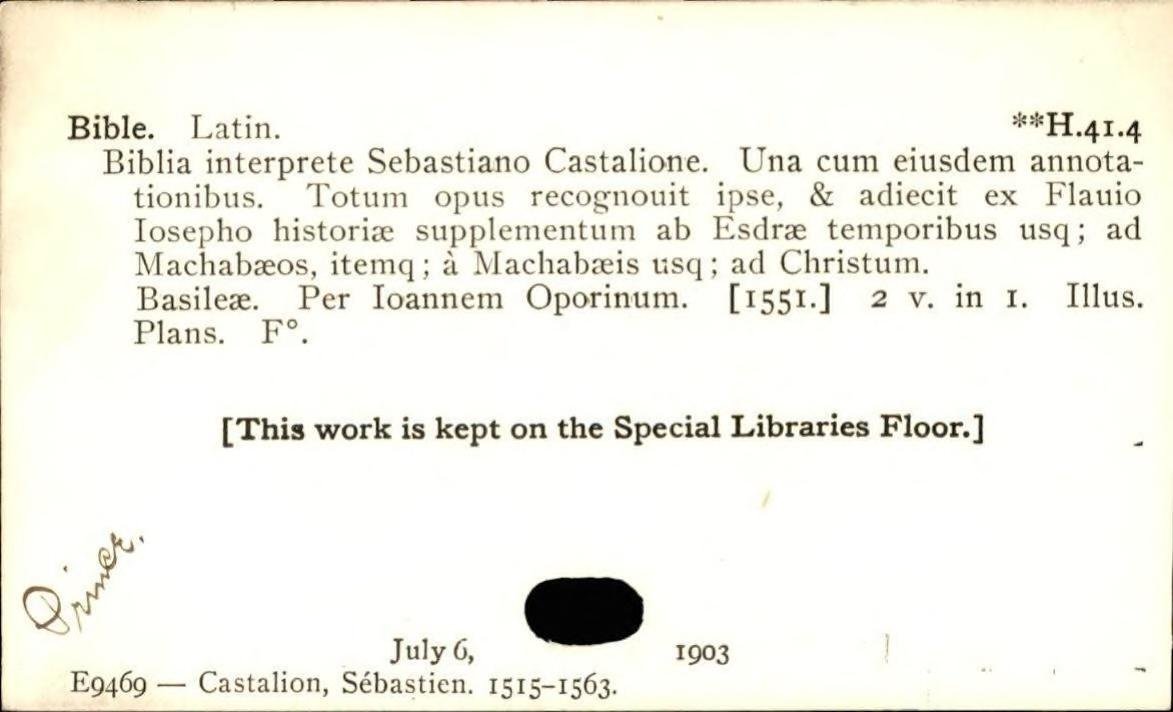 Bible. Latin. **H.41.4
Biblia interprete Sebastiano Castalione. Una cum eiusdem annota-
tionibus. Totum opus recognouit ipse, & adiecit ex Flauio
Iosepho historiæ supplementum ab Esdræ temporibus usq; ad
Machabæos, itemq; à Machabæis usq; ad Christum.
Basileæ. Per Ioannem Oporinum. [1551.] 2 v. in 1. Illus.
Plans. F°.
[This work is kept on the Special Libraries Floor.]
Prince.
July 6, 1903
E9469 — Castalion, Sébastien. 1515-1563.